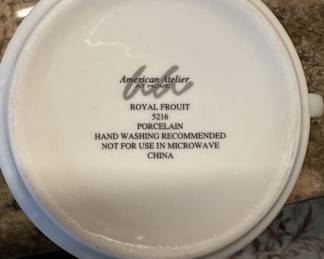 American Atelier
AT HOME
ROYAL FROUIT
5216
PORCELAIN
HAND WASHING RECOMMENDED
NOT FOR USE IN MICROWAVE
CHINA